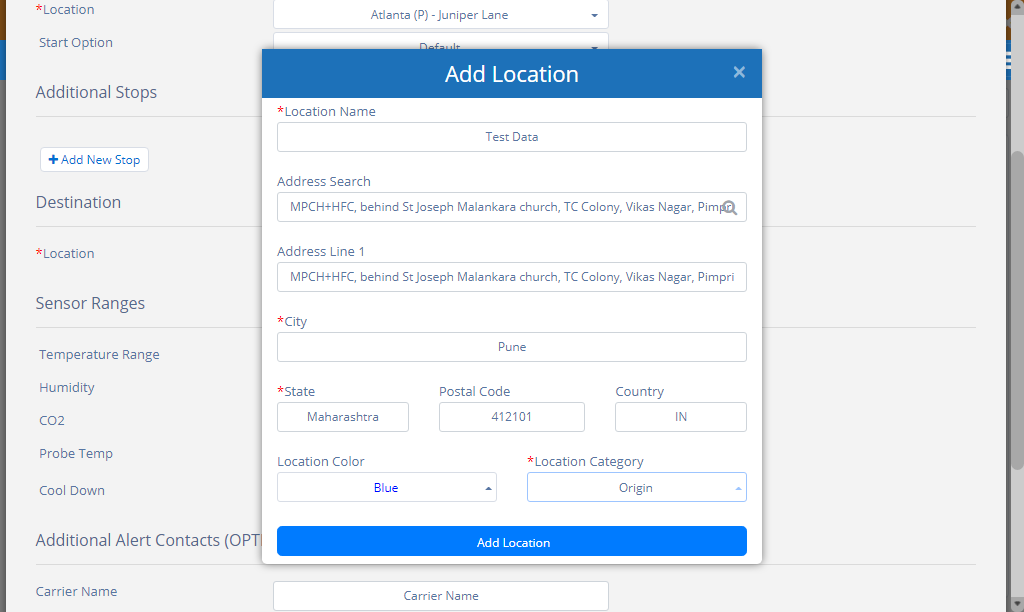 *Location
Atlanta (P) - Juniper Lane
Start Option
Default
Add Location
×
Additional Stops
*Location Name
Test Data
+ Add New Stop
Address Search
MPCH+HFC, behind St Joseph Malankara church, TC Colony, Vikas Nagar, Pimpri
Destination
*Location
Address Line 1
MPCH+HFC, behind St Joseph Malankara church, TC Colony, Vikas Nagar, Pimpri
Sensor Ranges
*City
Pune
Temperature Range
Humidity
*State
Postal Code
Country
Maharashtra
412101
IN
CO2
Probe Temp
Location Color
*Location Category
Blue
Origin
Cool Down
Additional Alert Contacts (OPT
Add Location
Carrier Name
Carrier Name